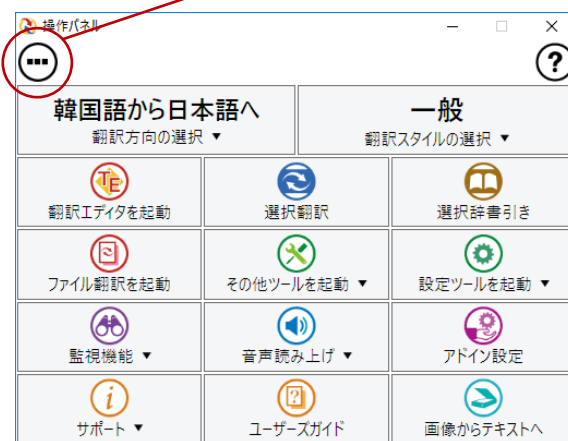 操作パネル
韓国語から日本語へ
翻訳方向の選択 ▼
一般
翻訳スタイルの選択 ▼
TE
翻訳エディタを起動
選択翻訳
選択辞書引き
ファイル翻訳を起動
その他ツールを起動 ▼
設定ツールを起動 ▼
監視機能 ▼
音声読み上げ ▼
アドイン設定
サポート ▼
ユーザーズガイド
画像からテキストへ